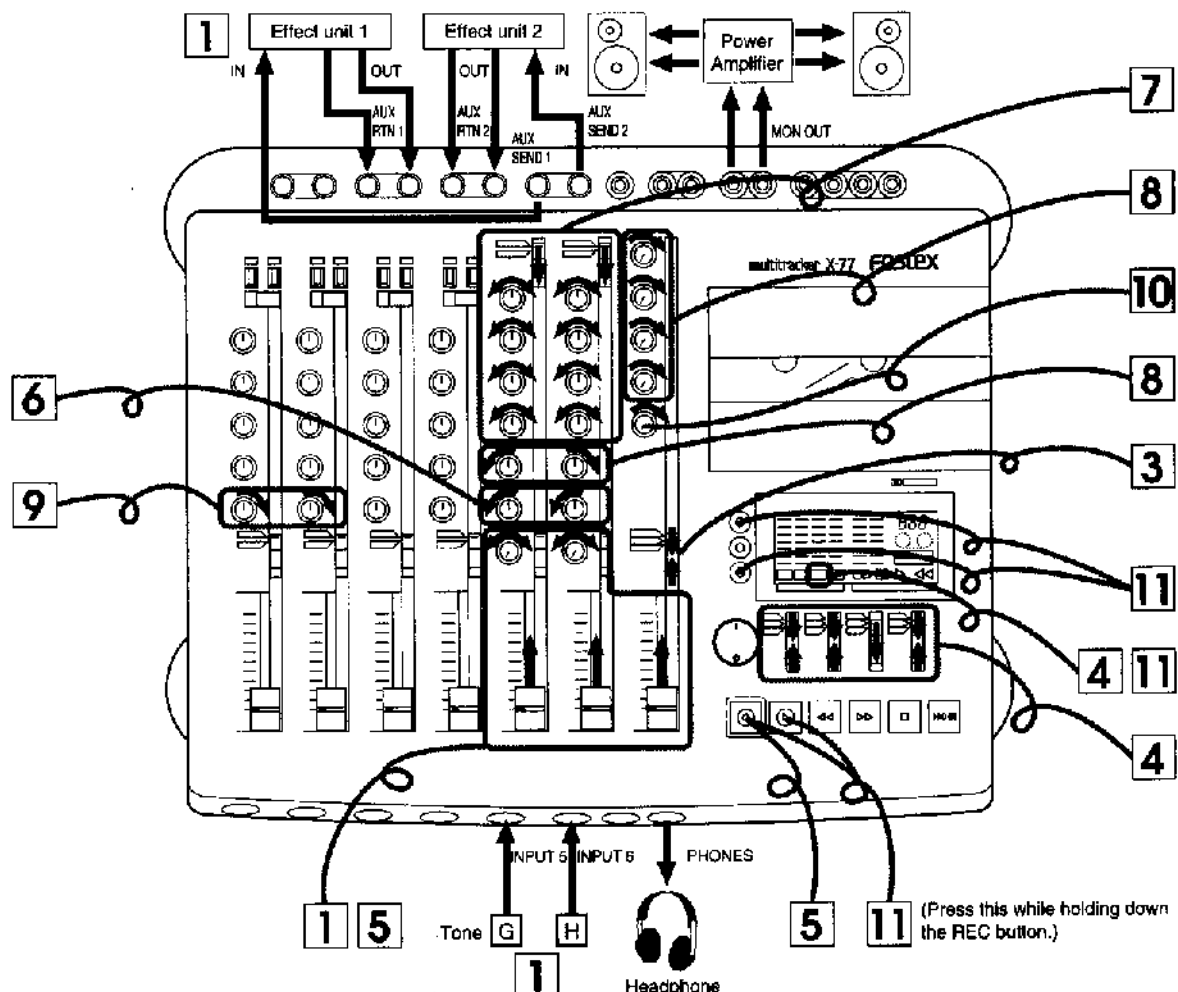 1
Effect unit 1
Effect unit 2
Power
Amplifier
IN
OUT
OUT
IN
AUX
RTN 1
AUX
RTN 2
AUX
SEND 1
AUX
SEND 2
MON OUT
7
8
multitracker X-77 FOSTEX
10
6
8
9
3
11
4 11
4
INPUT 5
INPUT 6
PHONES
1 5
Tone G
H
1
5
11
(Press this while holding down
the REC button.)
Headphone